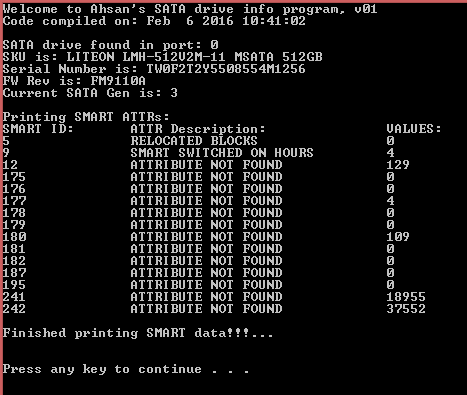 Welcome to Ahsan's SATA drive info program, v01
Code compiled on: Feb  6 2016 10:41:02
SATA drive found in port: 0
SKU is: LITEON LMH-512V2M-11 MSATA 512GB
Serial Number is: TW0F2T2Y5508554M1256
FW Rev is: FM9110A
Current SATA Gen is: 3
Printing SMART ATTRs:
SMART ID: ATTR Description: VALUES:
5 RELOCATED BLOCKS 0
9 SMART SWITCHED ON HOURS 4
12 ATTRIBUTE NOT FOUND 129
175 ATTRIBUTE NOT FOUND 0
176 ATTRIBUTE NOT FOUND 0
177 ATTRIBUTE NOT FOUND 4
178 ATTRIBUTE NOT FOUND 0
179 ATTRIBUTE NOT FOUND 0
180 ATTRIBUTE NOT FOUND 109
181 ATTRIBUTE NOT FOUND 0
182 ATTRIBUTE NOT FOUND 0
187 ATTRIBUTE NOT FOUND 0
195 ATTRIBUTE NOT FOUND 0
241 ATTRIBUTE NOT FOUND 18955
242 ATTRIBUTE NOT FOUND 37552
Finished printing SMART data!!!...
Press any key to continue . . .